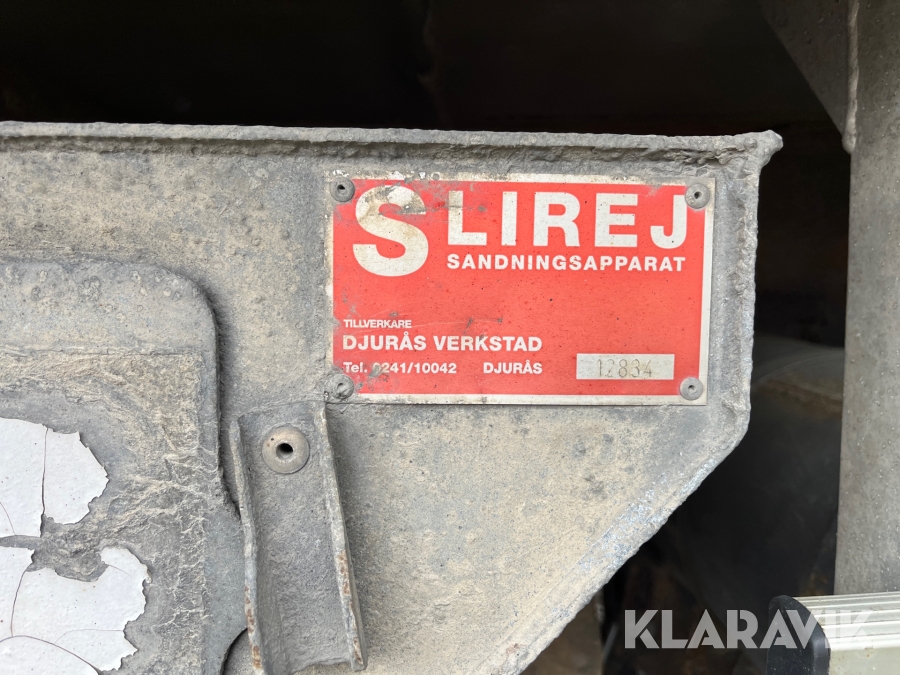 SLIREJ
SANDNINGSAPPARAT
TILLVERKARE
DJURÅS VERKSTAD
Tel. 0241/10042 DJURÅS
12834
KLARAVIK